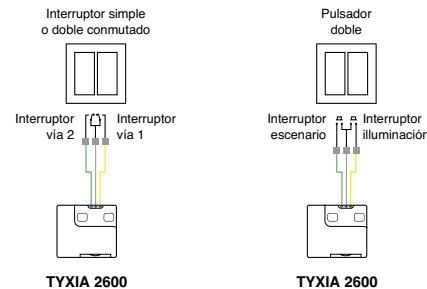 Interruptor simple
o doble conmutado
Interruptor
vía 2
Interruptor
vía 1
TYXIA 2600
Pulsador
doble
Interruptor
escenario
Interruptor
illuminación
TYXIA 2600